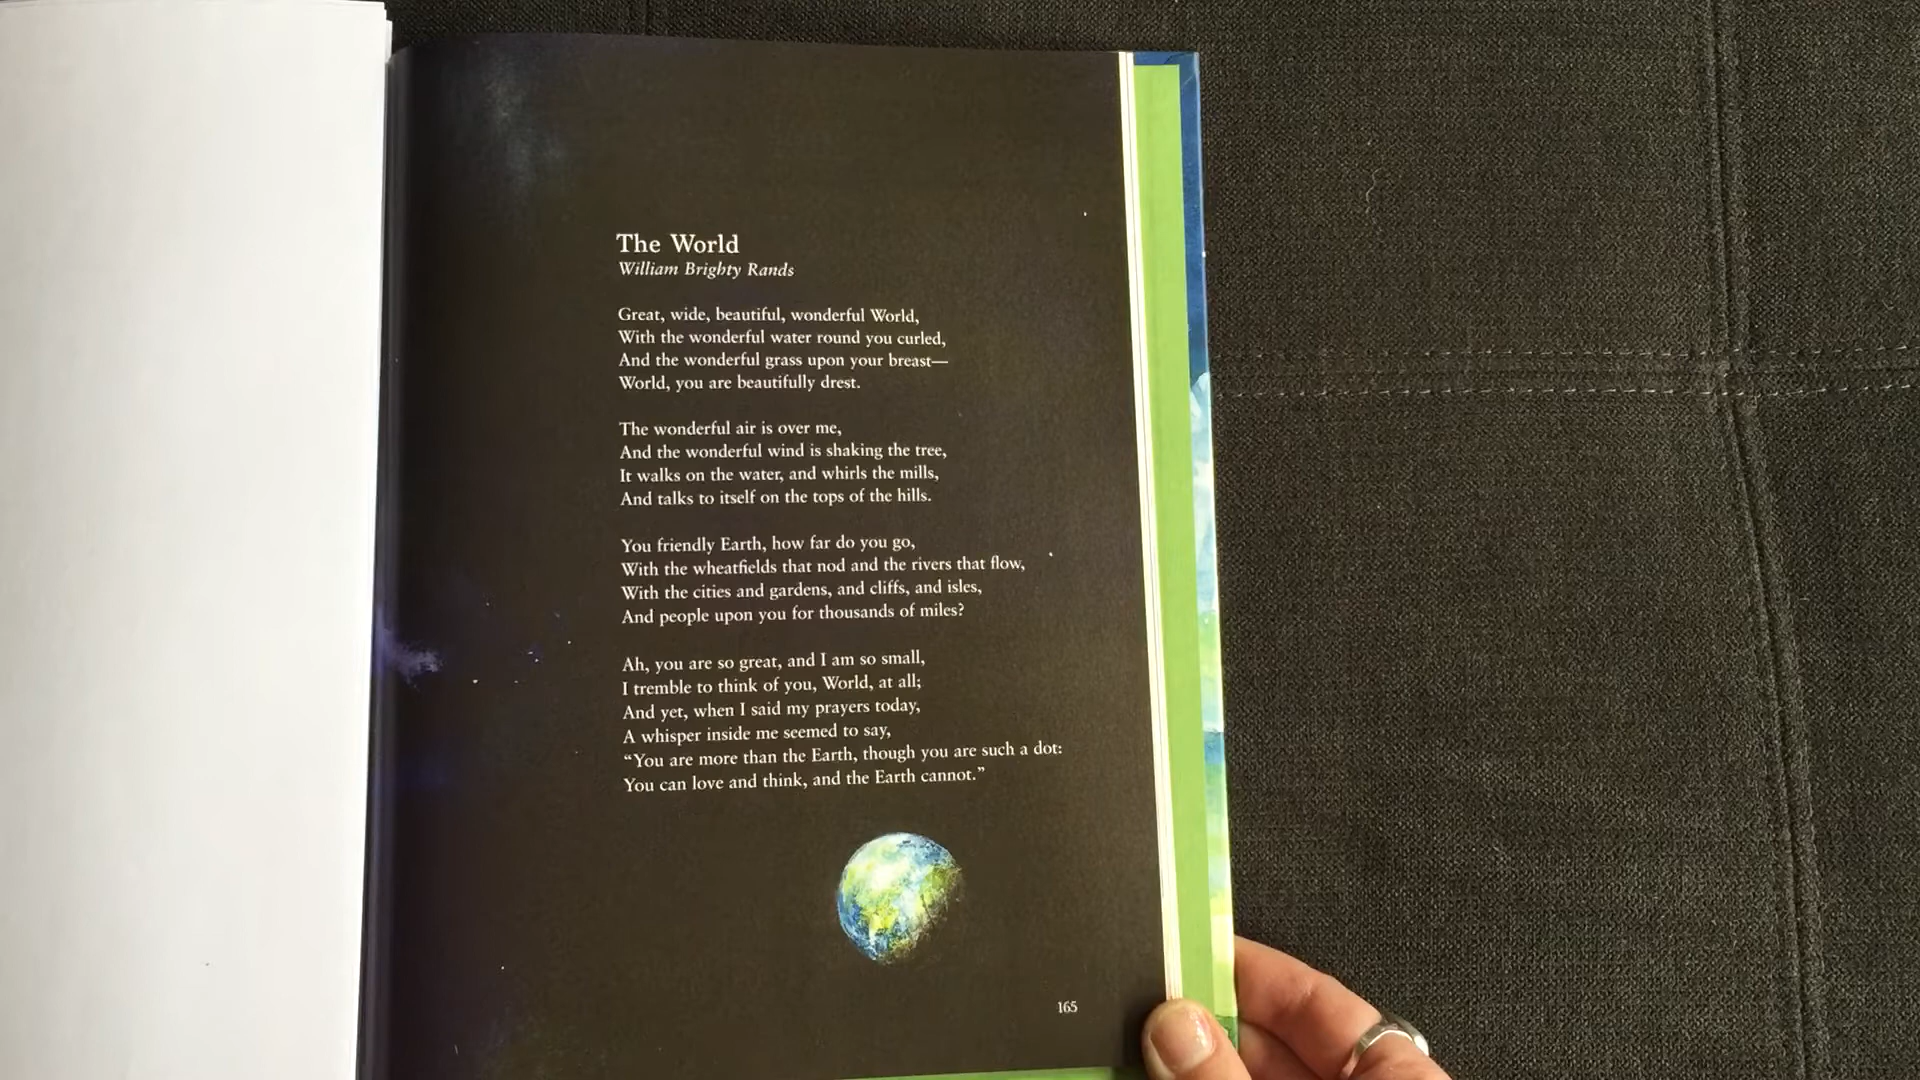 The World
William Brighty Rands
Great, wide, beautiful, wonderful World,
With the wonderful water round you curled,
And the wonderful grass upon your breast—
World, you are beautifully drest.
The wonderful air is over me,
And the wonderful wind is shaking the tree,
It walks on the water, and whirls the mills,
And talks to itself on the tops of the hills.
You friendly Earth, how far do you go,
With the wheatfields that nod and the rivers that flow,
With the cities and gardens, and cliffs, and isles,
And people upon you for thousands of miles?
Ah, you are so great, and I am so small,
I tremble to think of you, World, at all;
And yet, when I said my prayers today,
A whisper inside me seemed to say,
“You are more than the Earth, though you are such a dot:
You can love and think, and the Earth cannot.”
165